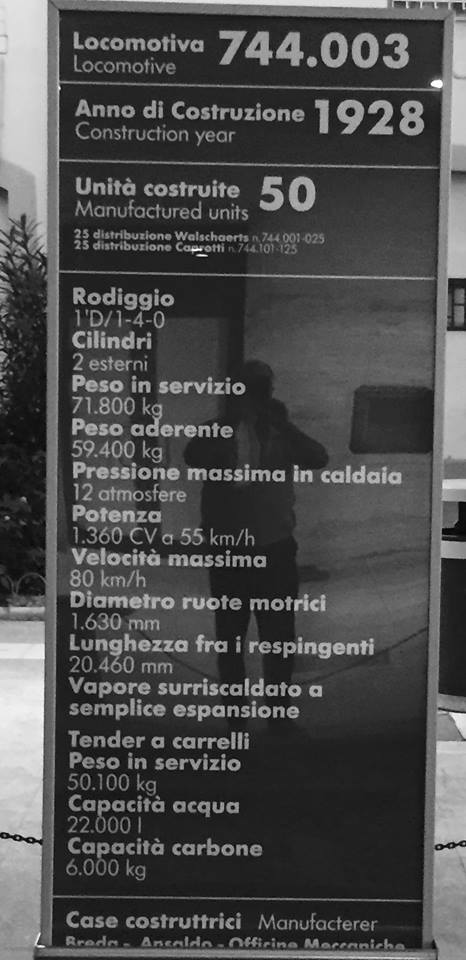 Locomotiva 744.003
Locomotive
Anno di Costruzione 1928
Construction year
Unità costruite 50
Manufactured units
25 distribuzione Walschaerts n.744.001-025
25 distribuzione Caprotti n.744.101-125
Rodiggio
1'D/1-4-0
Cilindri
2 esterni
Peso in servizio
71.800 kg
Peso aderente
59.400 kg
Pressione massima in caldaia
12 atmosfere
Potenza
1.360 CV a 55 km/h
Velocità massima
80 km/h
Diametro ruote motrici
1.630 mm
Lunghezza fra i respingenti
20.460 mm
Vapore surriscaldato a
semplice espansione
Tender a carrelli
Peso in servizio
50.100 kg
Capacità acqua
22.000 l
Capacità carbone
6.000 kg
Case costruttrici Manufacterer
Breda - Ansaldo - Officine Meccaniche